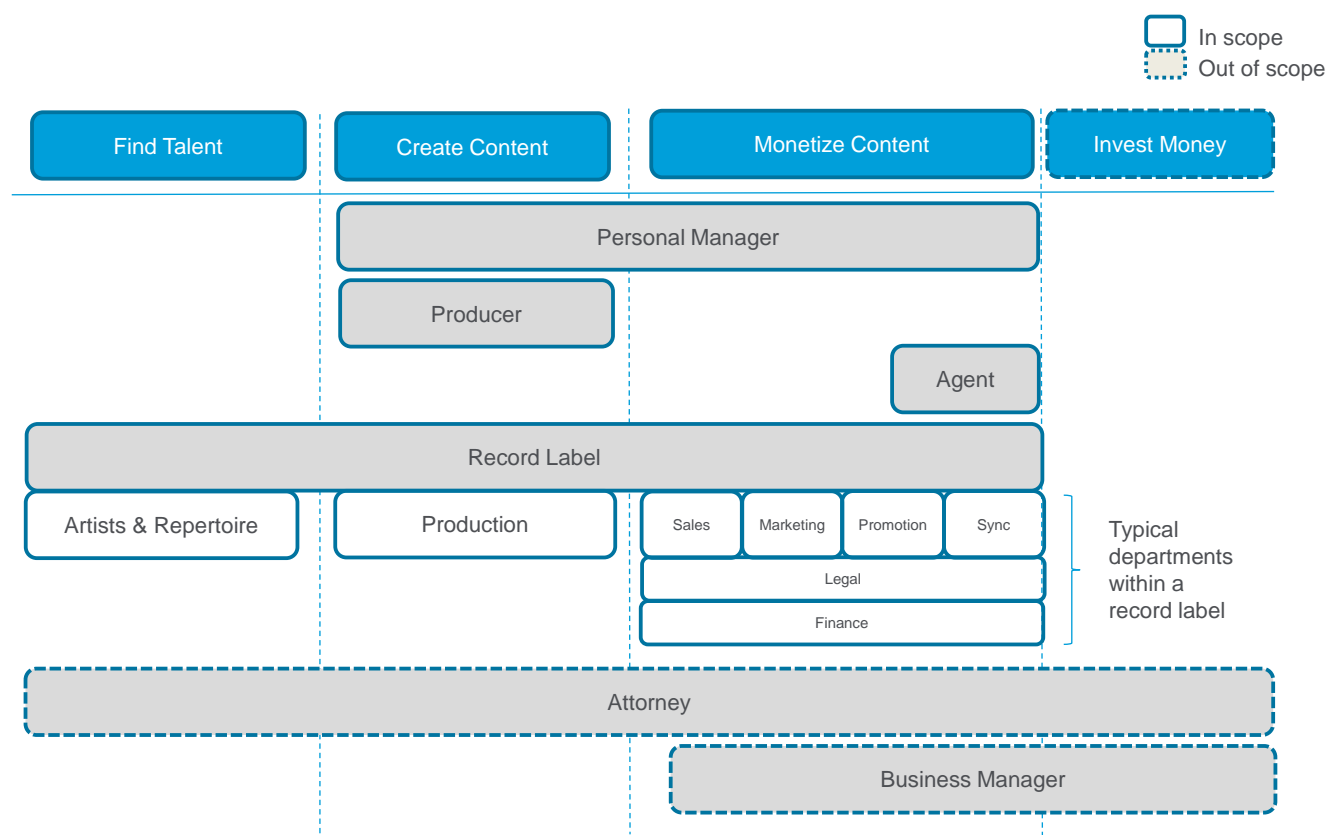 In scope
Out of scope
Find Talent
Create Content
Monetize Content
Invest Money
Personal Manager
Producer
Agent
Record Label
Artists & Repertoire
Production
Sales
Marketing
Promotion
Sync
Legal
Finance
Typical
departments
within a
record label
Attorney
Business Manager